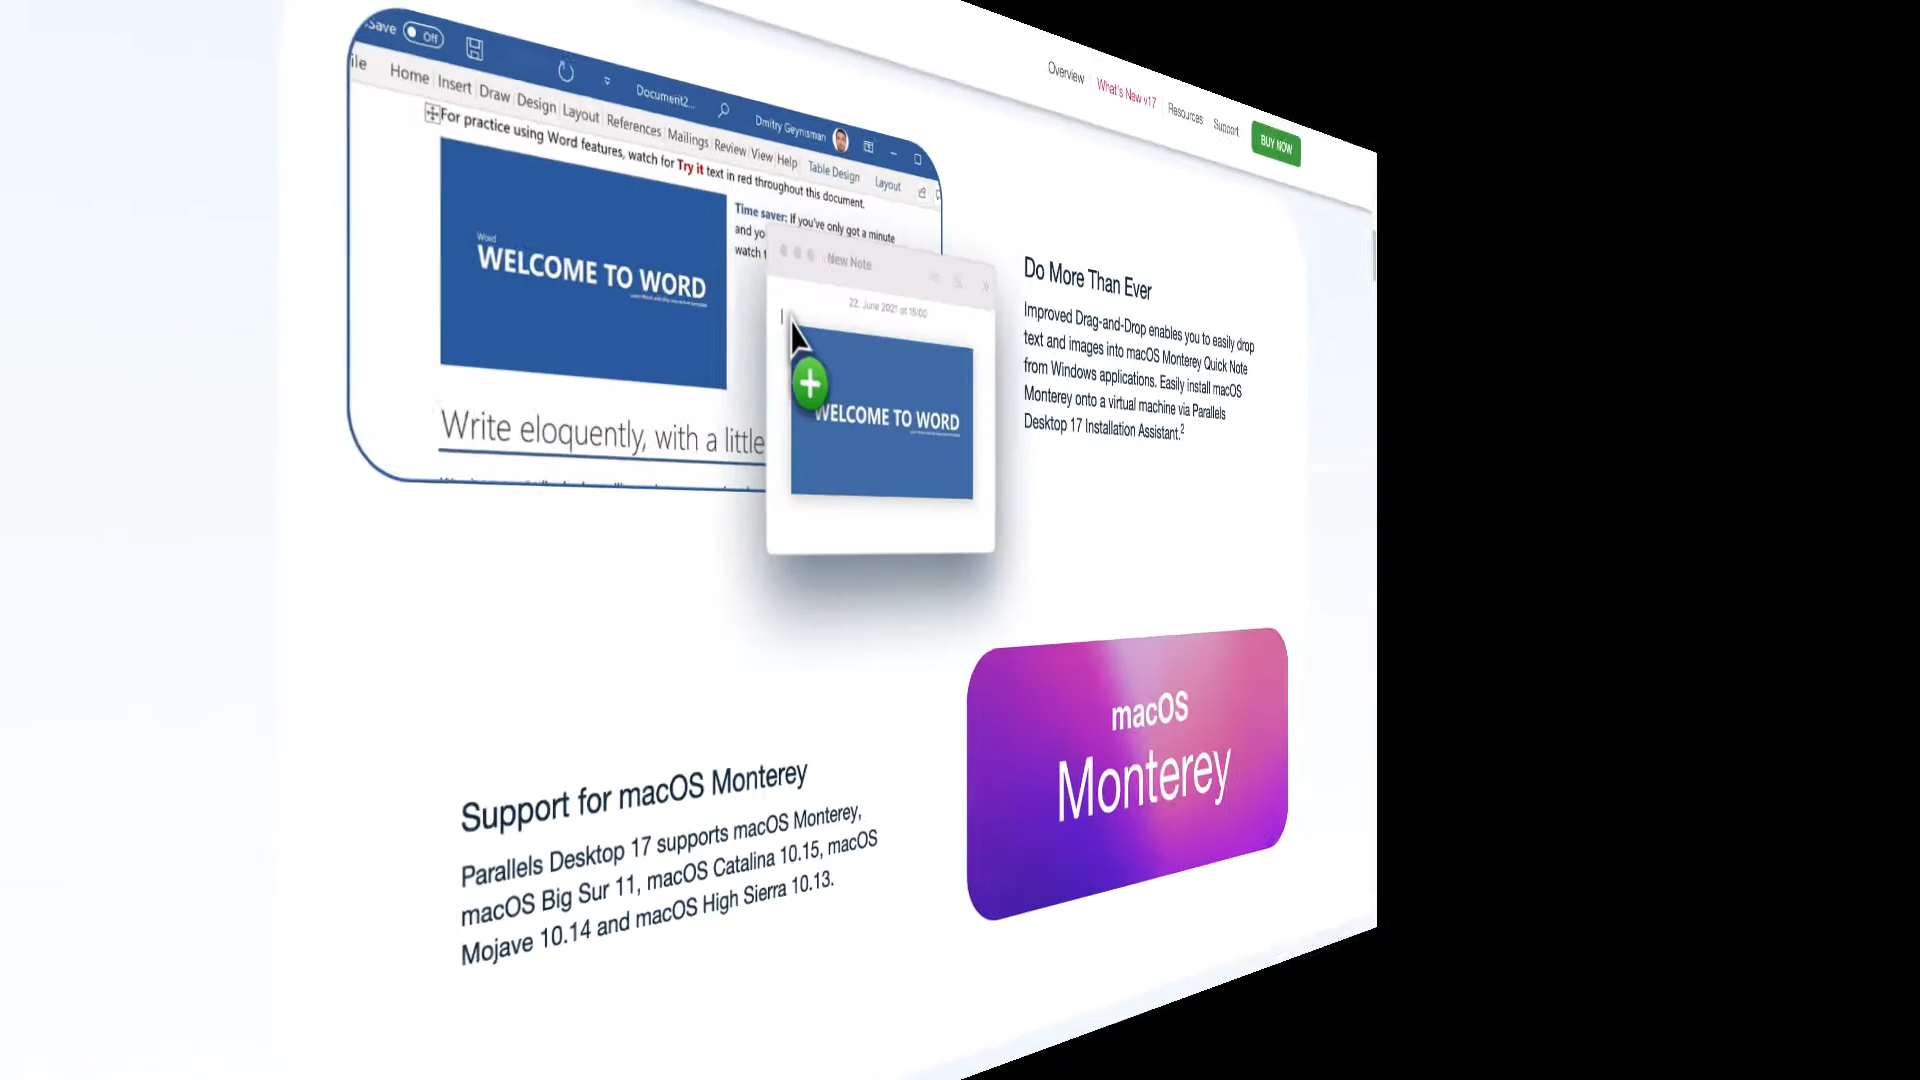 Overview
What's New v17
Resources
Support
BUY NOW
Save
Off
Document2...
Dmitry Geynisman
Home Insert Draw Design Layout References Mailings Review View Help Table Design Layout
For practice using Word features, watch for Try it text in red throughout this document.
Word
WELCOME TO WORD
Time saver: If you've only got a minute
and yo
watch t
Write eloquently, with a little
New Note
22. June 2021 at 15:00
WELCOME TO WORD
Do More Than Ever
Improved Drag-and-Drop enables you to easily drop
text and images into macOS Monterey Quick Note
from Windows applications. Easily install macOS
Monterey onto a virtual machine via Parallels
Desktop 17 Installation Assistant.²
Support for macOS Monterey
Parallels Desktop 17 supports macOS Monterey,
macOS Big Sur 11, macOS Catalina 10.15, macOS
Mojave 10.14 and macOS High Sierra 10.13.
macOS
Monterey